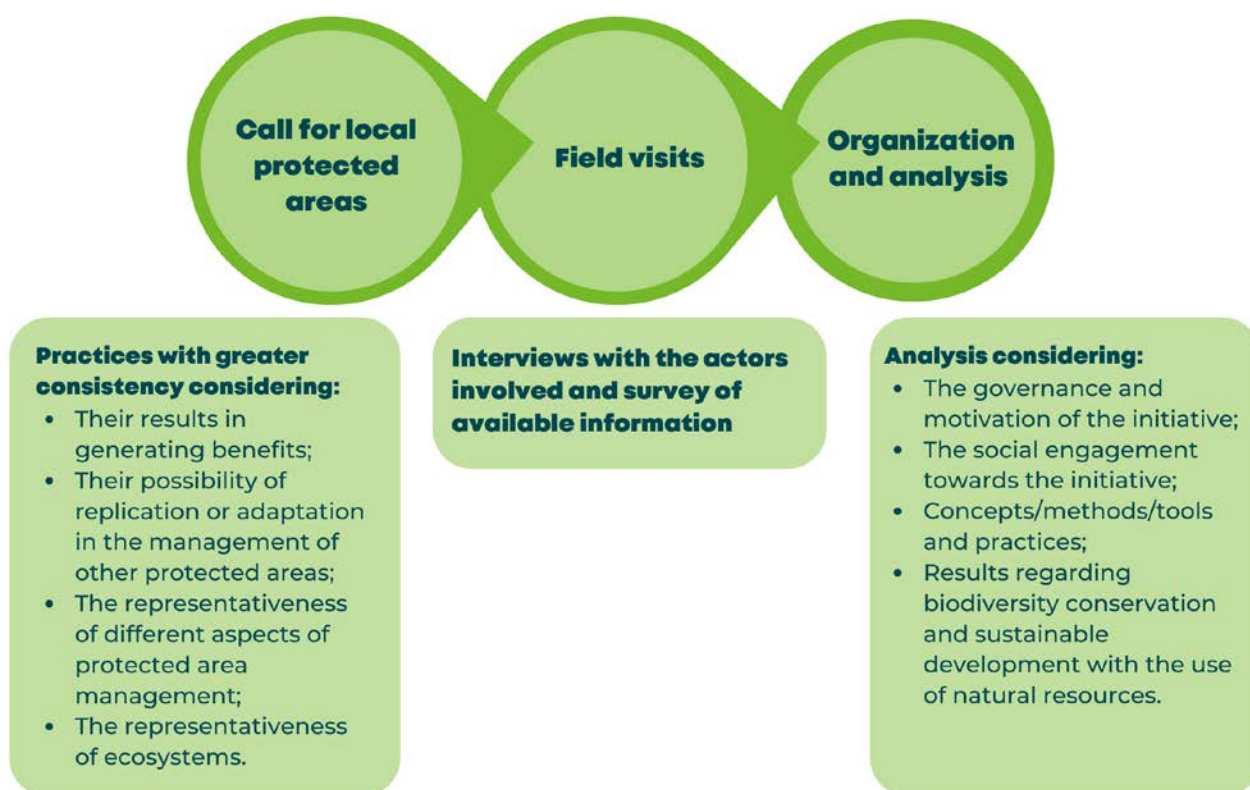 Call for local
protected
areas
Field visits
Organization
and analysis
Practices with greater
consistency considering:
• Their results in
generating benefits;
• Their possibility of
replication or adaptation
in the management of
other protected areas;
• The representativeness
of different aspects of
protected area
management;
• The representativeness
of ecosystems.
Interviews with the actors
involved and survey of
available information
Analysis considering:
• The governance and
motivation of the initiative;
• The social engagement
towards the initiative;
• Concepts/methods/tools
and practices;
• Results regarding
biodiversity conservation
and sustainable
development with the use
of natural resources.